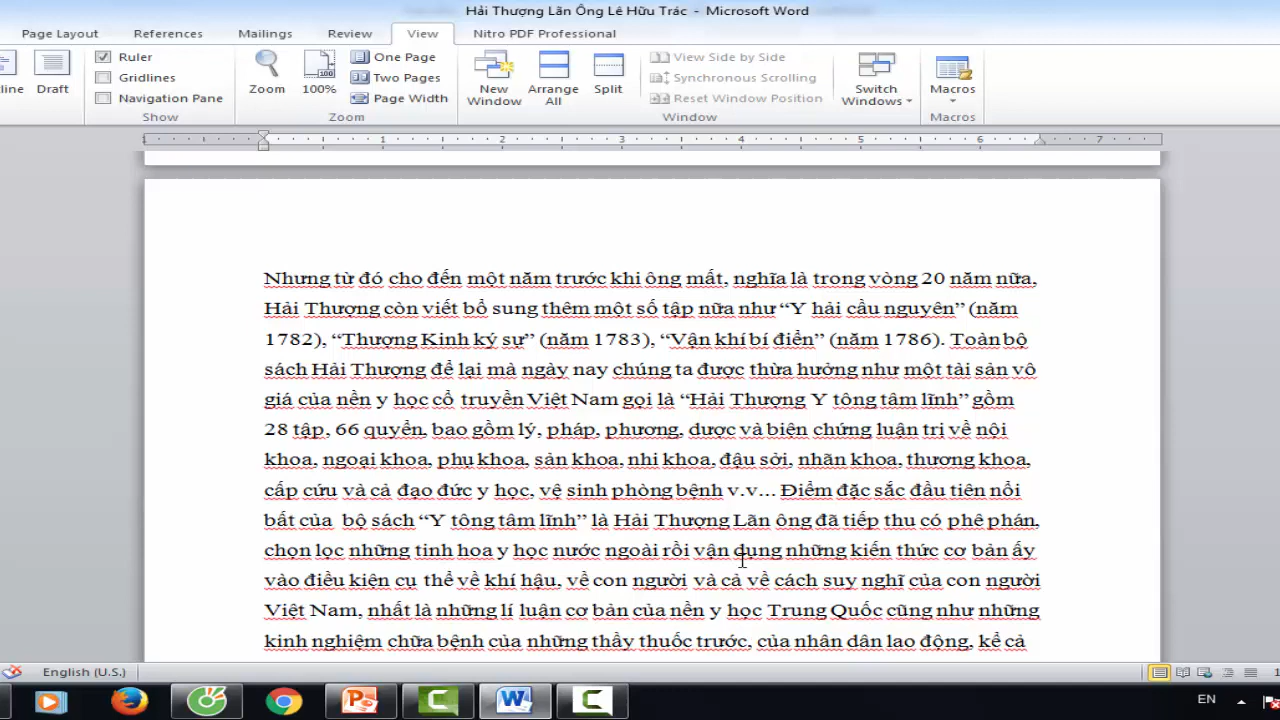 Hải Thượng Lãn Ông Lê Hữu Trác - Microsoft Word
Page Layout References Mailings Review View Nitro PDF Professional
Ruler
Gridlines
Navigation Pane
Show
line Draft
Zoom 100%
One Page
Two Pages
Page Width
Zoom
New Window Arrange All Split
View Side by Side
Synchronous Scrolling
Reset Window Position
Window
Switch Windows
Macros
Macros
1 1 2 3 4 5 6 7
Nhưng từ đó cho đến một năm trước khi ông mất, nghĩa là trong vòng 20 năm nữa,
Hải Thượng còn viết bổ sung thêm một số tập nữa như “Y hải cầu nguyên” (năm
1782), “Thượng Kinh ký sự” (năm 1783), “Vận khí bí điển” (năm 1786). Toàn bộ
sách Hải Thượng để lại mà ngày nay chúng ta được thừa hưởng như một tài sản vô
giá của nền y học cổ truyền Việt Nam gọi là “Hải Thượng Y tông tâm lĩnh” gồm
28 tập, 66 quyển, bao gồm lý, pháp, phương, dược và biện chứng luận trị về nội
khoa, ngoại khoa, phụ khoa, sản khoa, nhi khoa, đậu sởi, nhãn khoa, thương khoa,
cấp cứu và cả đạo đức y học, vệ sinh phòng bệnh v.v... Điểm đặc sắc đầu tiên nổi
bất của bộ sách “Y tông tâm lĩnh” là Hải Thượng Lãn ông đã tiếp thu có phê phán,
chọn lọc những tinh hoa y học nước ngoài rồi vận dụng những kiến thức cơ bản ấy
vào điều kiện cụ thể về khí hậu, về con người và cả về cách suy nghĩ của con người
Việt Nam, nhất là những lí luận cơ bản của nền y học Trung Quốc cũng như những
kinh nghiệm chữa bệnh của những thầy thuốc trước, của nhân dân lao động, kể cả
English (U.S.)
EN